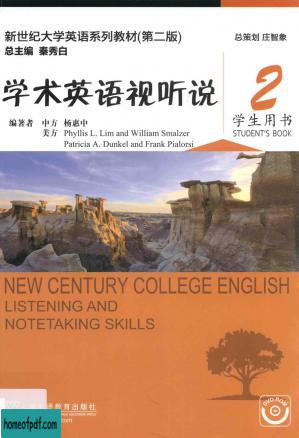 新世纪大学英语系列教材(第二版)
总主编 秦秀白
总策划 庄智象
学术英语视听说
2
学生用书
STUDENT'S BOOK
编著者 中方 杨惠中
美方 Phyllis L. Lim and William Smalzer
Patricia A. Dunkel and Frank Pialorsi
NEW CENTURY COLLEGE ENGLISH
LISTENING AND
NOTETAKING SKILLS
DVD-ROM
教育出版社
homeofpdf.com